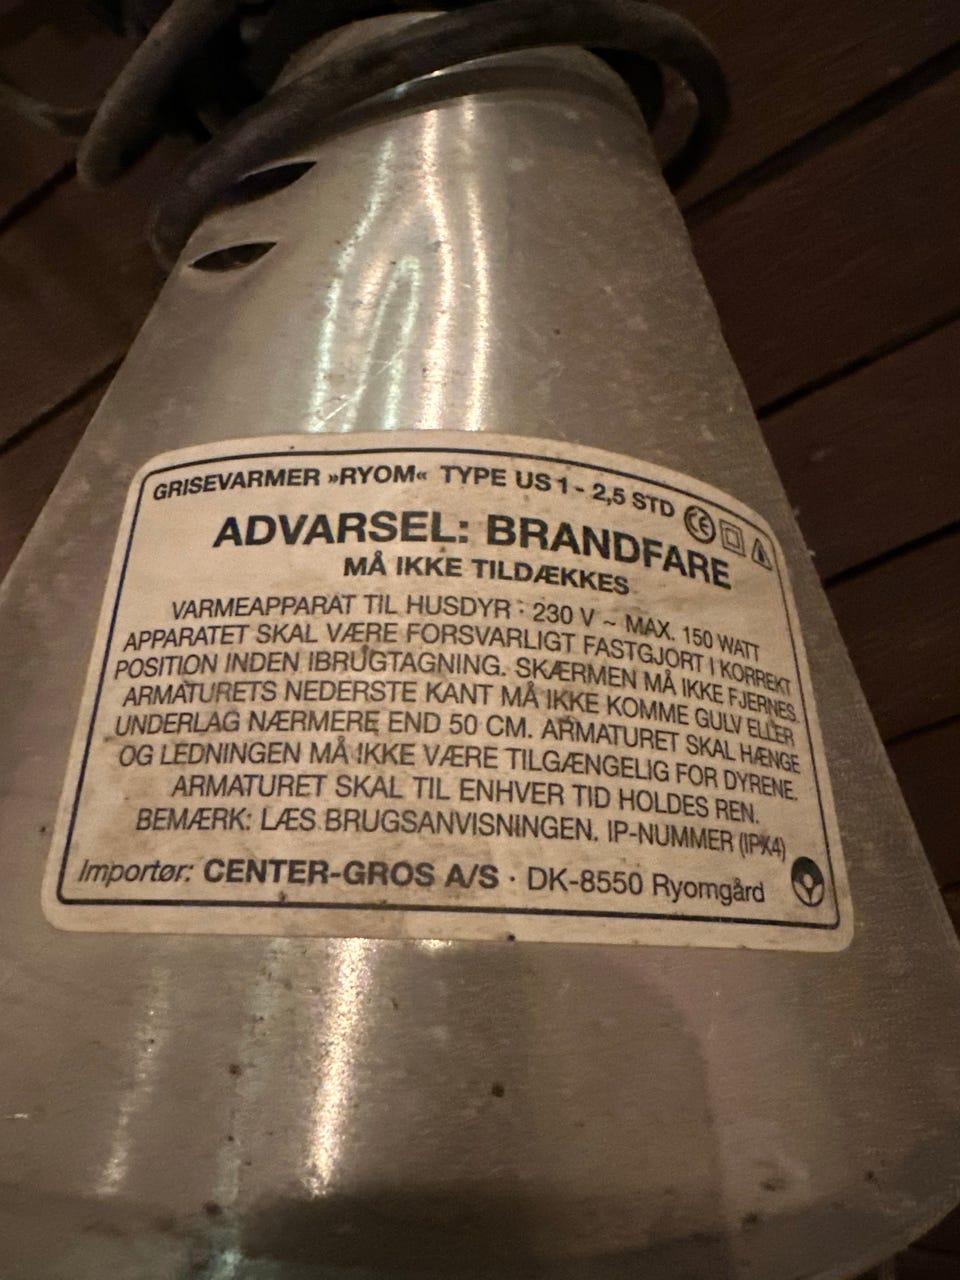 GRISEVARMER »RYOM« TYPE US 1 - 2,5 STD CE
ADVARSEL: BRANDFARE
MÅ IKKE TILDÆKKES
VARMEAPPARAT TIL HUSDYR : 230 V ~ MAX. 150 WATT
APPARATET SKAL VÆRE FORSVARLIGT FASTGJORT I KORREKT
POSITION INDEN IBRUGTAGNING. SKÆRMEN MÅ IKKE FJERNES.
ARMATURETS NEDERSTE KANT MÅ IKKE KOMME GULV ELLER
UNDERLAG NÆRMERE END 50 CM. ARMATURET SKAL HÆNGE
OG LEDNINGEN MÅ IKKE VÆRE TILGÆNGELIG FOR DYRENE.
ARMATURET SKAL TIL ENHVER TID HOLDES REN.
BEMÆRK: LÆS BRUGSANVISNINGEN. IP-NUMMER (IPX4)
Importør: CENTER-GROS A/S · DK-8550 Ryomgård